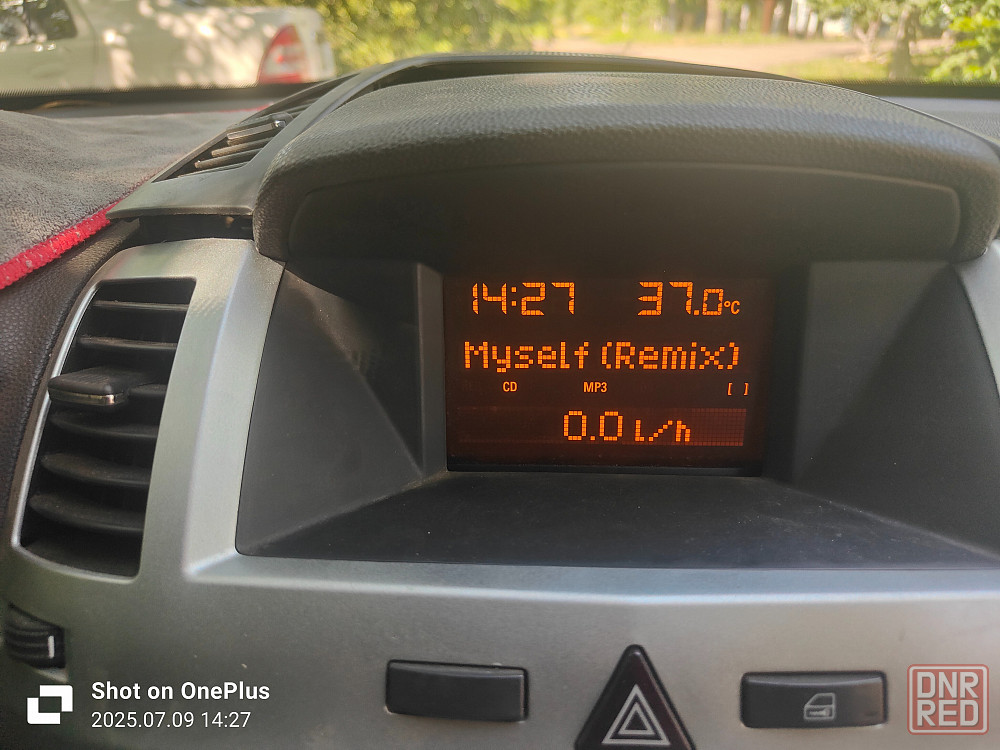 14:27 37.0°C
Myself (Remix)
CD MP3 [ ]
0.0 l/h
Shot on OnePlus
2025.07.09 14:27
DNR
RED